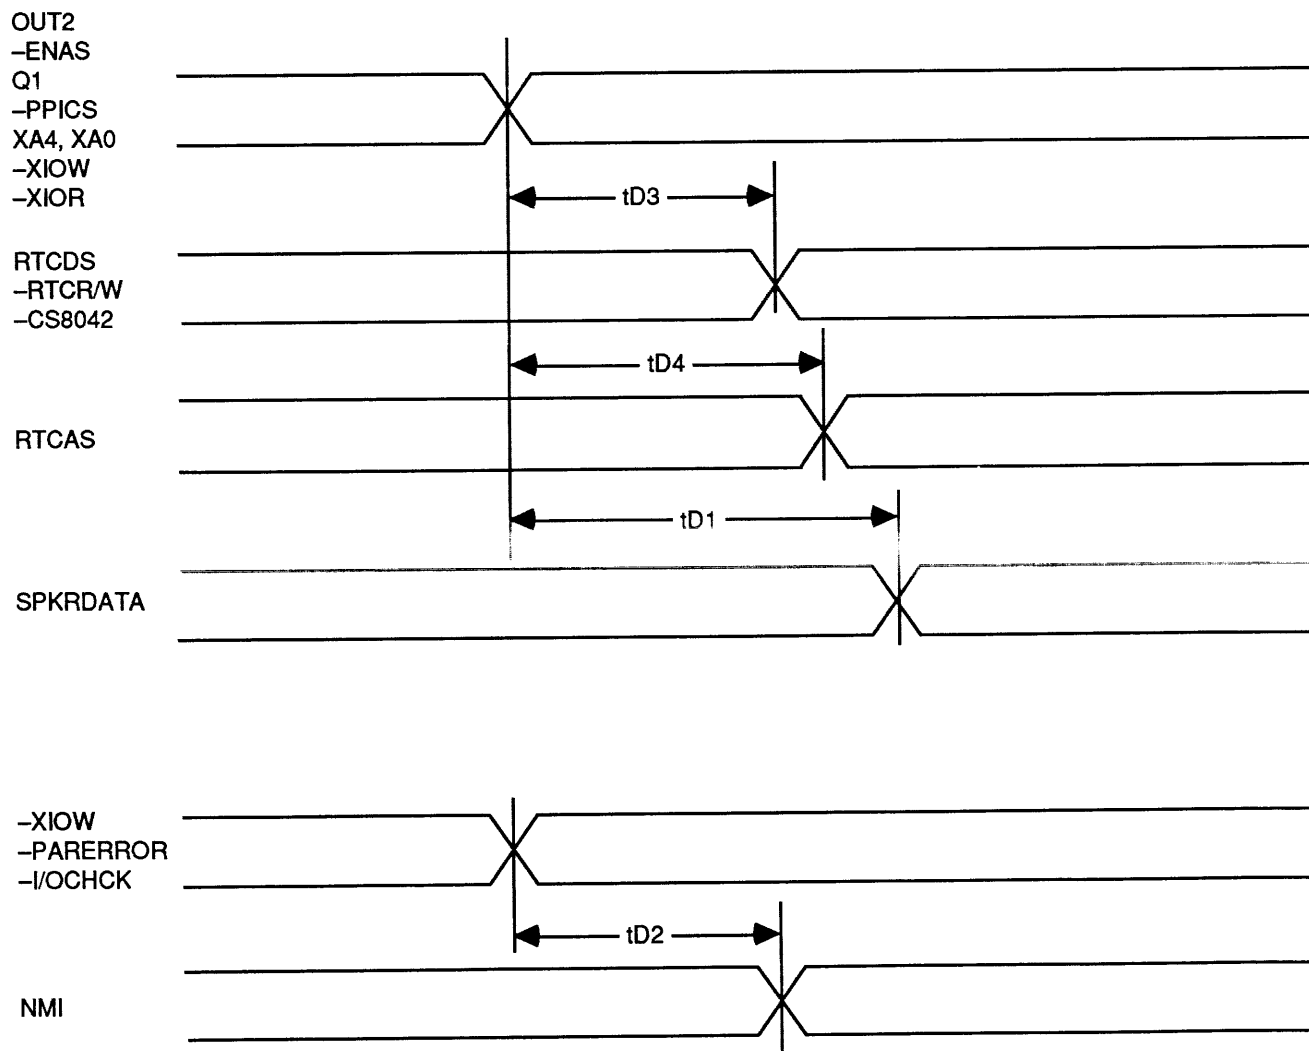 OUT2
–ENAS
Q1
–PPICS
XA4, XA0
–XIOW
–XIOR
tD3
RTCDS
–RTCR/W
–CS8042
tD4
RTCAS
tD1
SPKRDATA
–XIOW
–PARERROR
–I/OCHCK
tD2
NMI